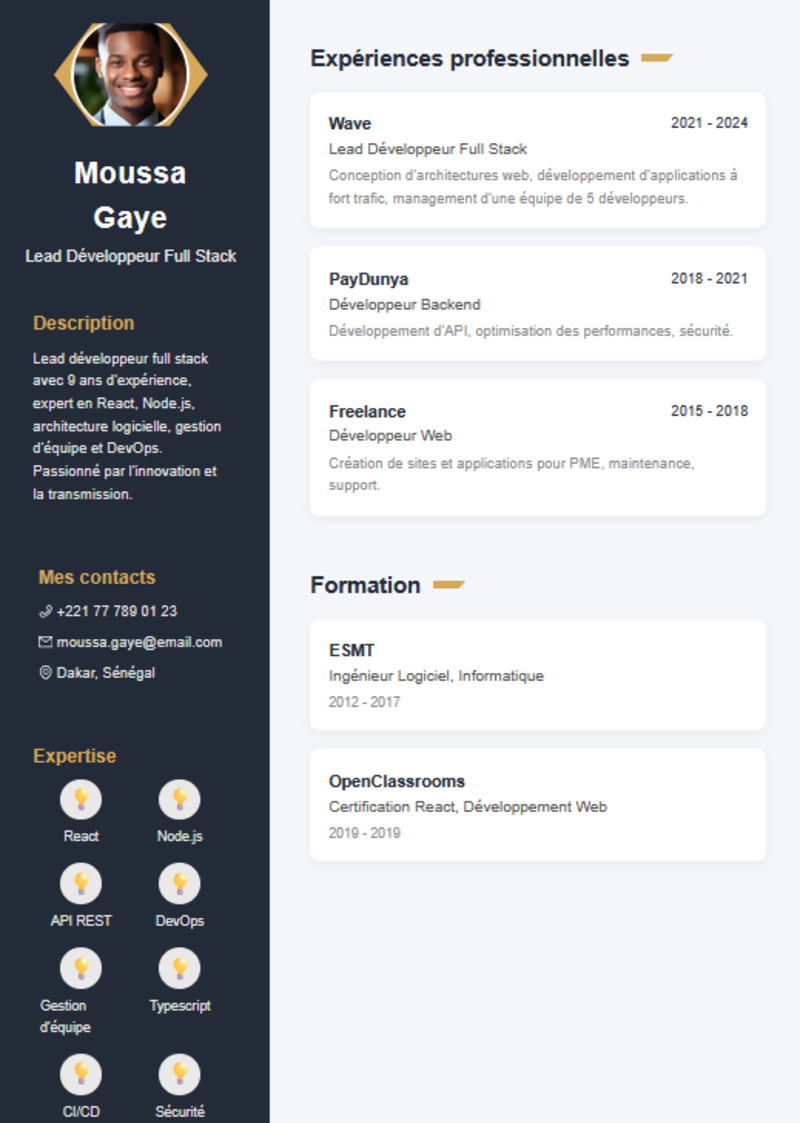 Moussa
Gaye
Lead Développeur Full Stack
Description
Lead développeur full stack
avec 9 ans d'expérience,
expert en React, Node.js,
architecture logicielle, gestion
d'équipe et DevOps.
Passionné par l'innovation et
la transmission.
Mes contacts
+221 77 789 01 23
moussa.gaye@email.com
Dakar, Sénégal
Expertise
React
Node.js
API REST
DevOps
Gestion
d'équipe
Typescript
CI/CD
Sécurité
Expériences professionnelles
Wave 2021 - 2024
Lead Développeur Full Stack
Conception d'architectures web, développement d'applications à
fort trafic, management d'une équipe de 5 développeurs.
PayDunya 2018 - 2021
Développeur Backend
Développement d'API, optimisation des performances, sécurité.
Freelance 2015 - 2018
Développeur Web
Création de sites et applications pour PME, maintenance,
support.
Formation
ESMT
Ingénieur Logiciel, Informatique
2012 - 2017
OpenClassrooms
Certification React, Développement Web
2019 - 2019